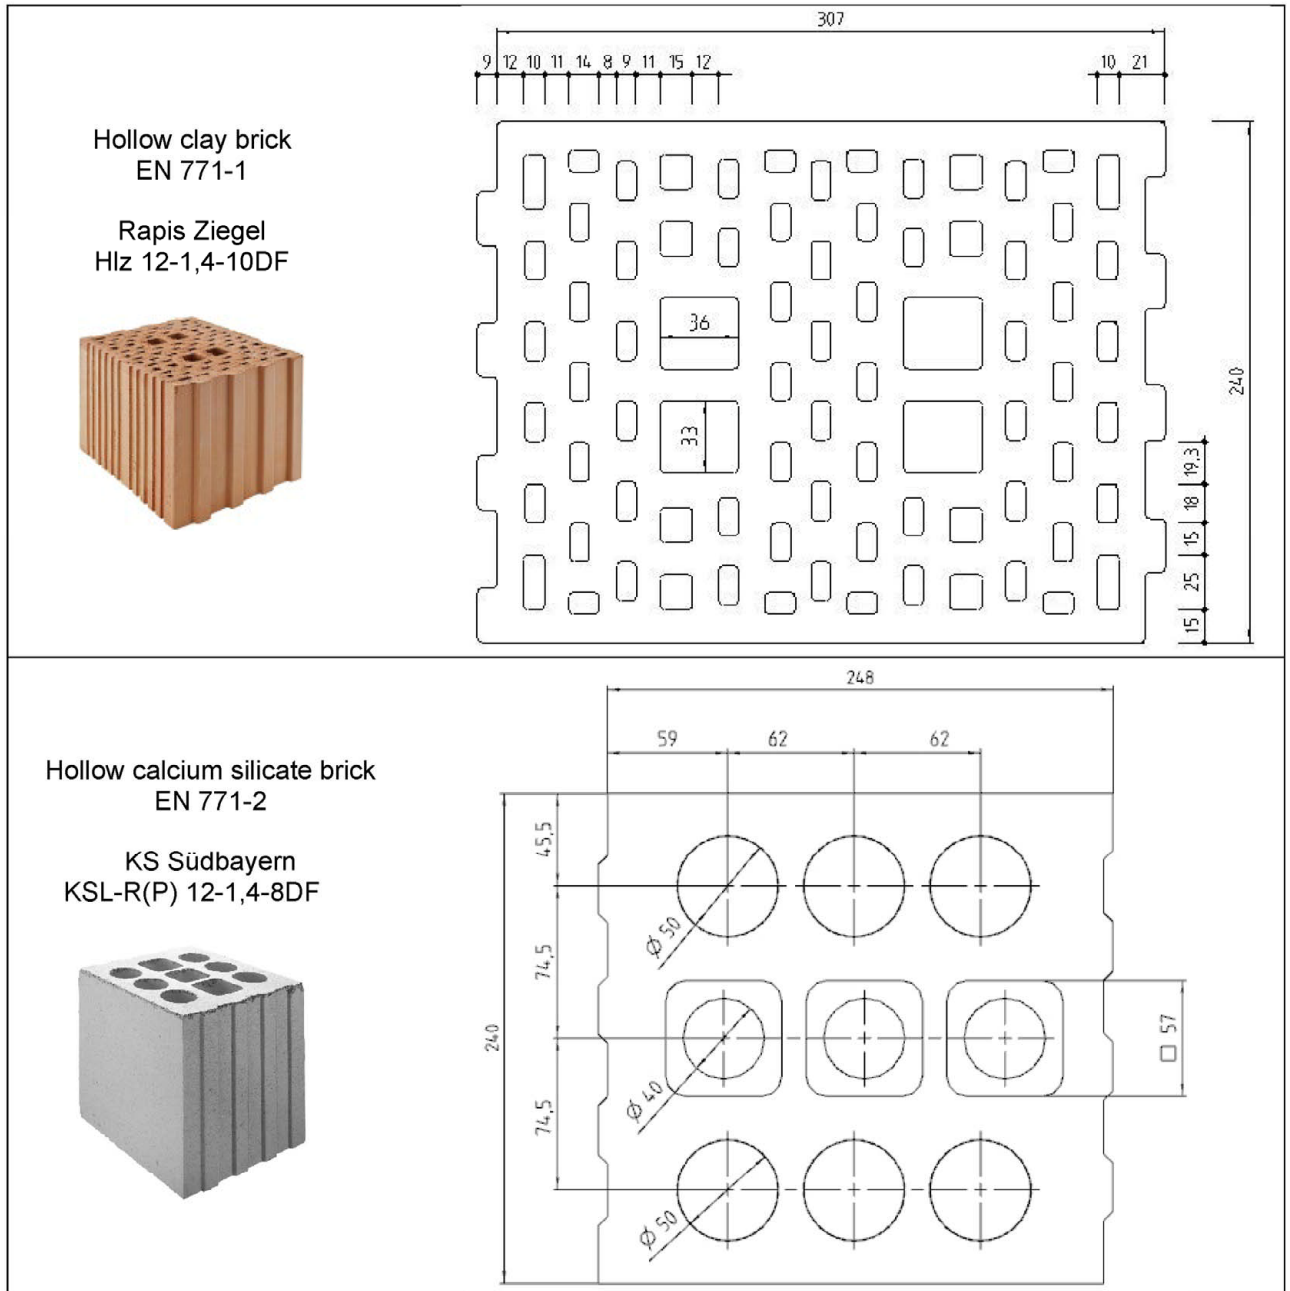 Hollow clay brick
EN 771-1
Rapis Ziegel
Hlz 12-1,4-10DF
307
9 12 10 11 14 8 9 11 15 12
10 21
36
33
240
19.3
18
15
25
15
Hollow calcium silicate brick
EN 771-2
KS Südbayern
KSL-R(P) 12-1,4-8DF
248
59 62 62
45,5
74,5
74,5
240
Ø 50
Ø 40
Ø 50
□ 57